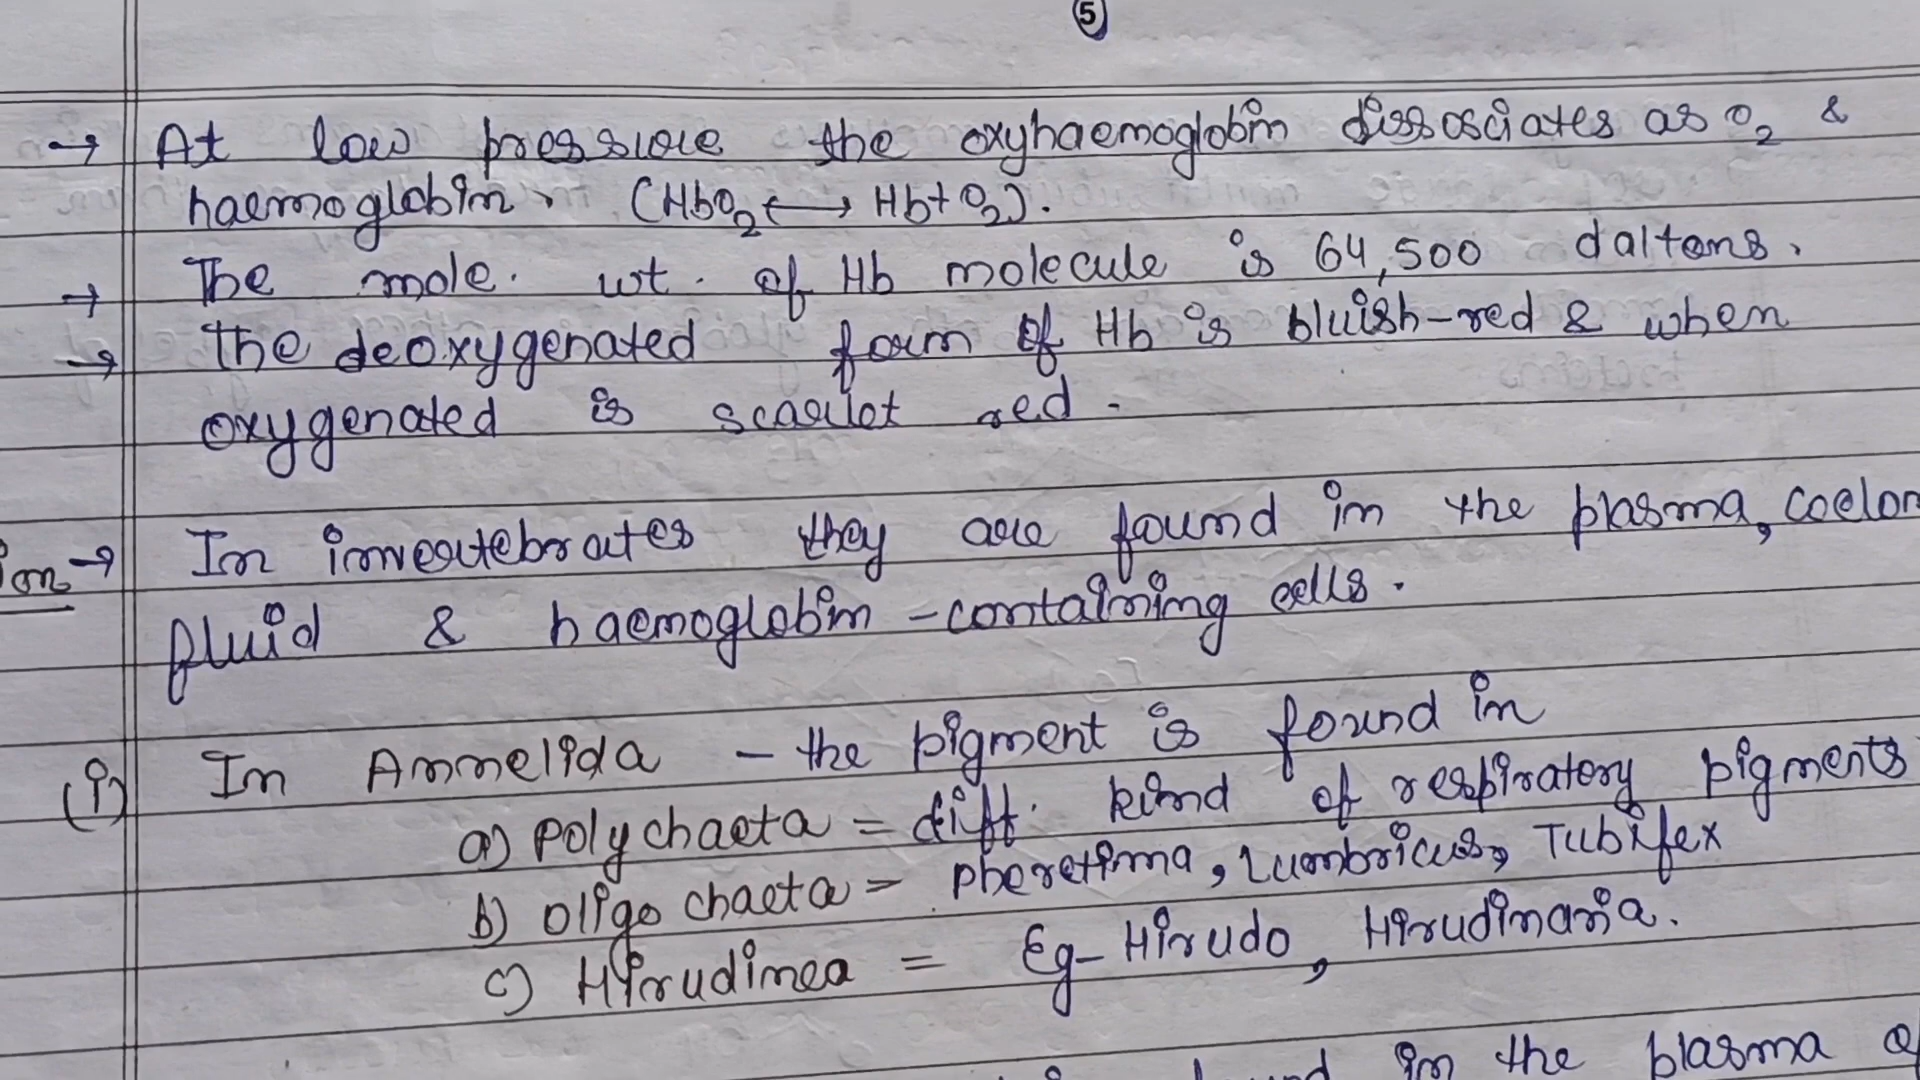 5
→ At low pressure the oxyhaemoglobin dissosciates as O₂ &
haemoglobin. (HbO₂ ⟷ Hb + O₂).
→ The mole. wt. of Hb molecule is 64,500 daltons.
→ The deoxygenated form of Hb is bluish-red & when
oxygenated is scarlet red.
→ In invertebrates they are found in the plasma, coelom
fluid & haemoglobin-containing cells.
(i) In Annelida - the pigment is found in
a) Polychaeta = diff. kind of respiratory pigments
b) Oligochaeta = Pheretima, Lumbricus, Tubifex
c) Hirudinea = Eg- Hirudo, Hirudinaria.
in the plasma